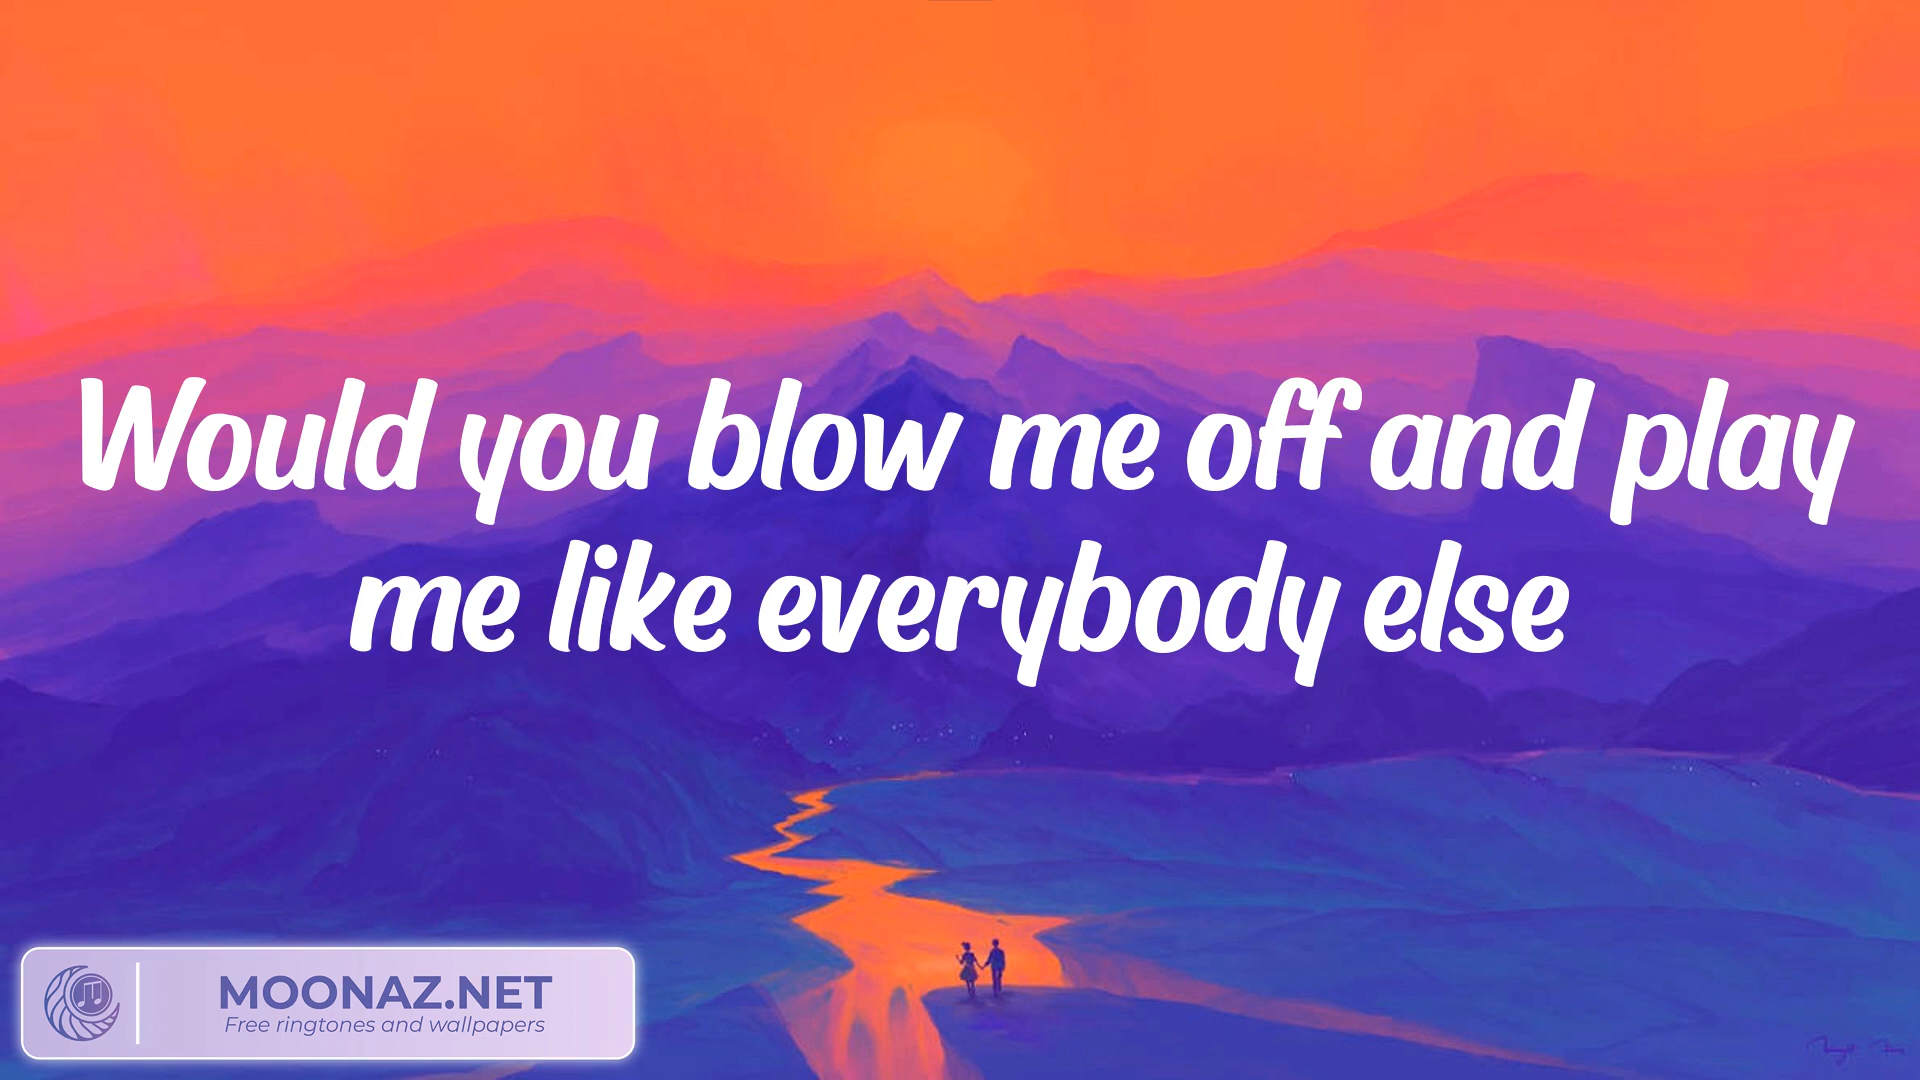 Would you blow me off and play
me like everybody else
MOONAZ.NET
Free ringtones and wallpapers